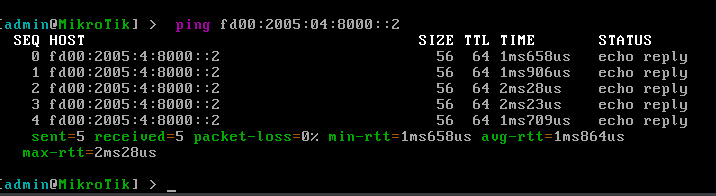 [admin@MikroTik] > ping fd00:2005:04:8000::2
SEQ HOST SIZE TTL TIME STATUS
0 fd00:2005:4:8000::2 56 64 1ms658us echo reply
1 fd00:2005:4:8000::2 56 64 1ms906us echo reply
2 fd00:2005:4:8000::2 56 64 2ms28us echo reply
3 fd00:2005:4:8000::2 56 64 2ms23us echo reply
4 fd00:2005:4:8000::2 56 64 1ms709us echo reply
sent=5 received=5 packet-loss=0% min-rtt=1ms658us avg-rtt=1ms864us
max-rtt=2ms28us
[admin@MikroTik] > _